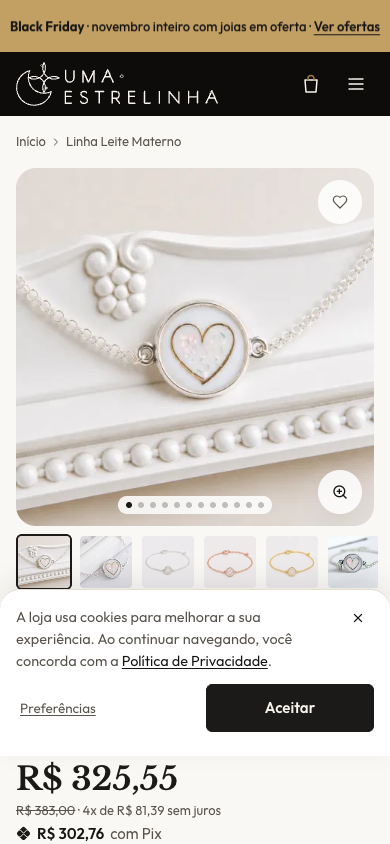 Black Friday · novembro inteiro com joias em oferta · Ver ofertas
UMA
ESTRELINHA
Início > Linha Leite Materno
A loja usa cookies para melhorar a sua
experiência. Ao continuar navegando, você
concorda com a Política de Privacidade.
Preferências
Aceitar
R$ 325,55
R$ 383,00 · 4x de R$ 81,39 sem juros
R$ 302,76 com Pix